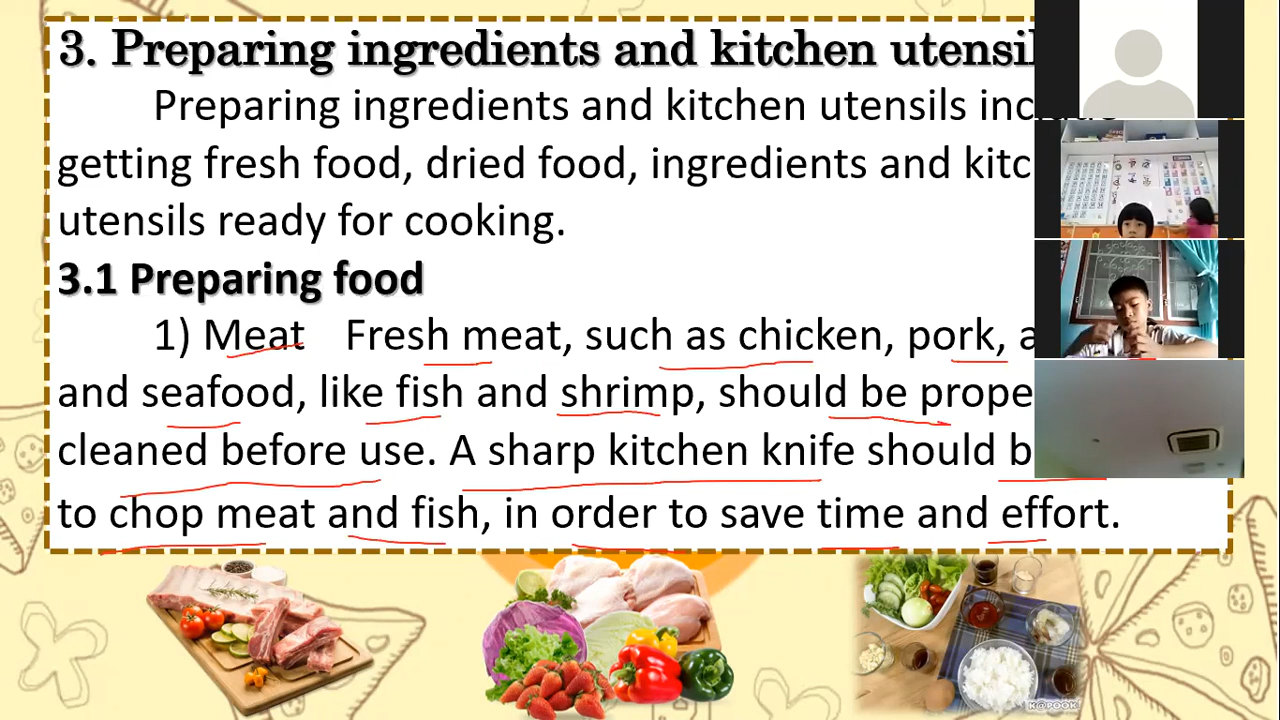 3. Preparing ingredients and kitchen utensil
Preparing ingredients and kitchen utensils include
getting fresh food, dried food, ingredients and kitc
utensils ready for cooking.
3.1 Preparing food
1) Meat Fresh meat, such as chicken, pork, a
and seafood, like fish and shrimp, should be prope
cleaned before use. A sharp kitchen knife should b
to chop meat and fish, in order to save time and effort.
K@POOK